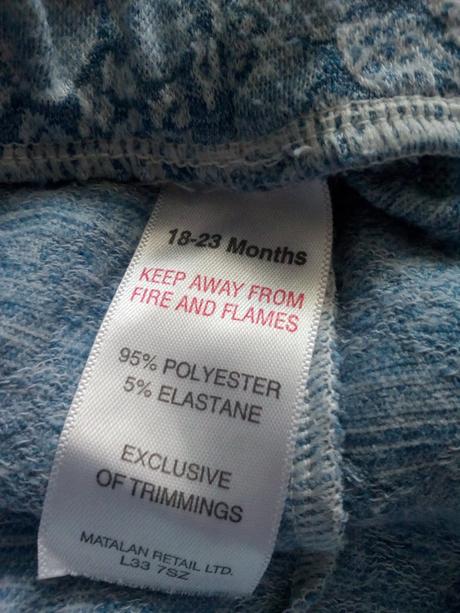 18-23 Months
KEEP AWAY FROM
FIRE AND FLAMES
95% POLYESTER
5% ELASTANE
EXCLUSIVE
OF TRIMMINGS
MATALAN RETAIL LTD.
L33 7SZ